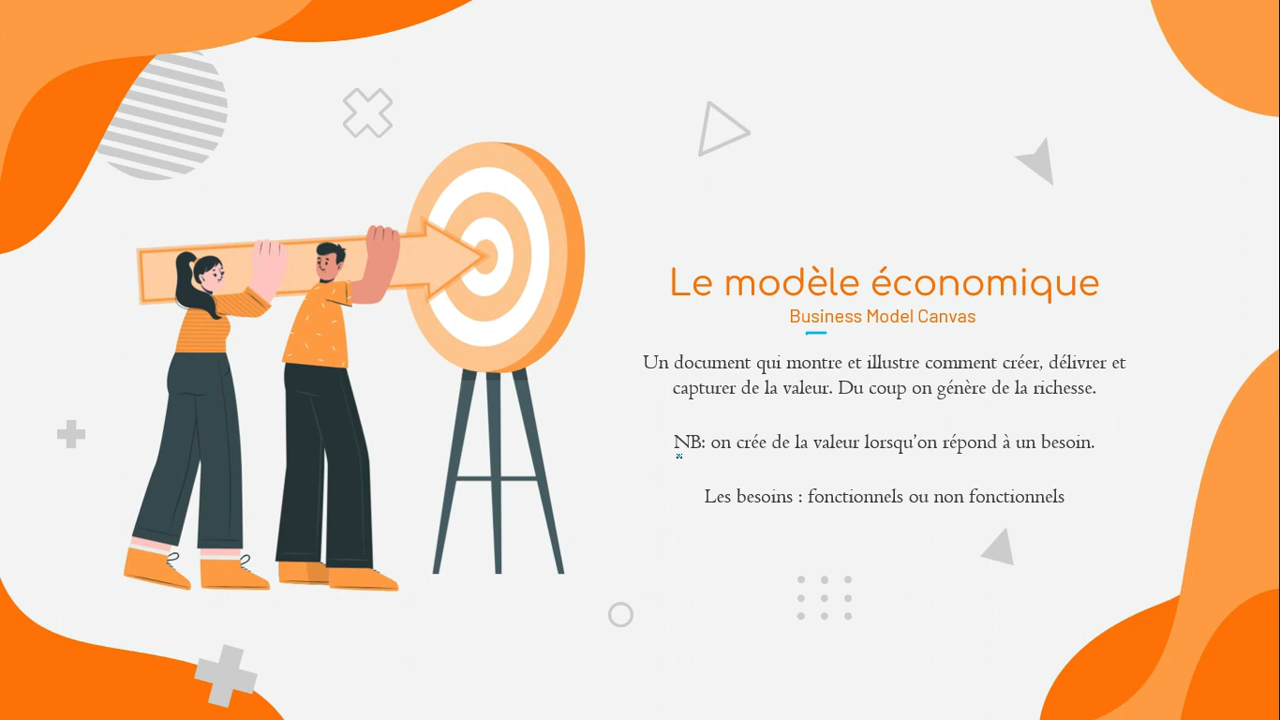 Le modèle économique
Business Model Canvas
Un document qui montre et illustre comment créer, délivrer et
capturer de la valeur. Du coup on génère de la richesse.
NB: on crée de la valeur lorsqu'on répond à un besoin.
Les besoins : fonctionnels ou non fonctionnels